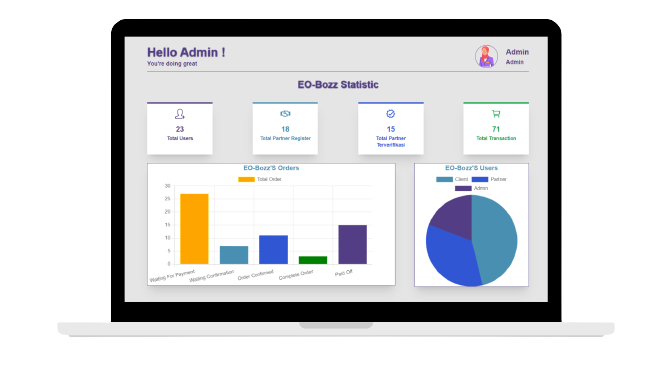 Hello Admin !
You're doing great
Admin
Admin
EO-Bozz Statistic
23
Total Users
18
Total Partner Register
15
Total Partner
Terverifikasi
71
Total Transaction
EO-Bozz'S Orders
Total Order
30
25
20
15
10
5
0
Waiting For Payment
Waiting Confirmation
Order Confirmed
Complete Order
Paid Off
EO-Bozz'S Users
Client
Partner
Admin